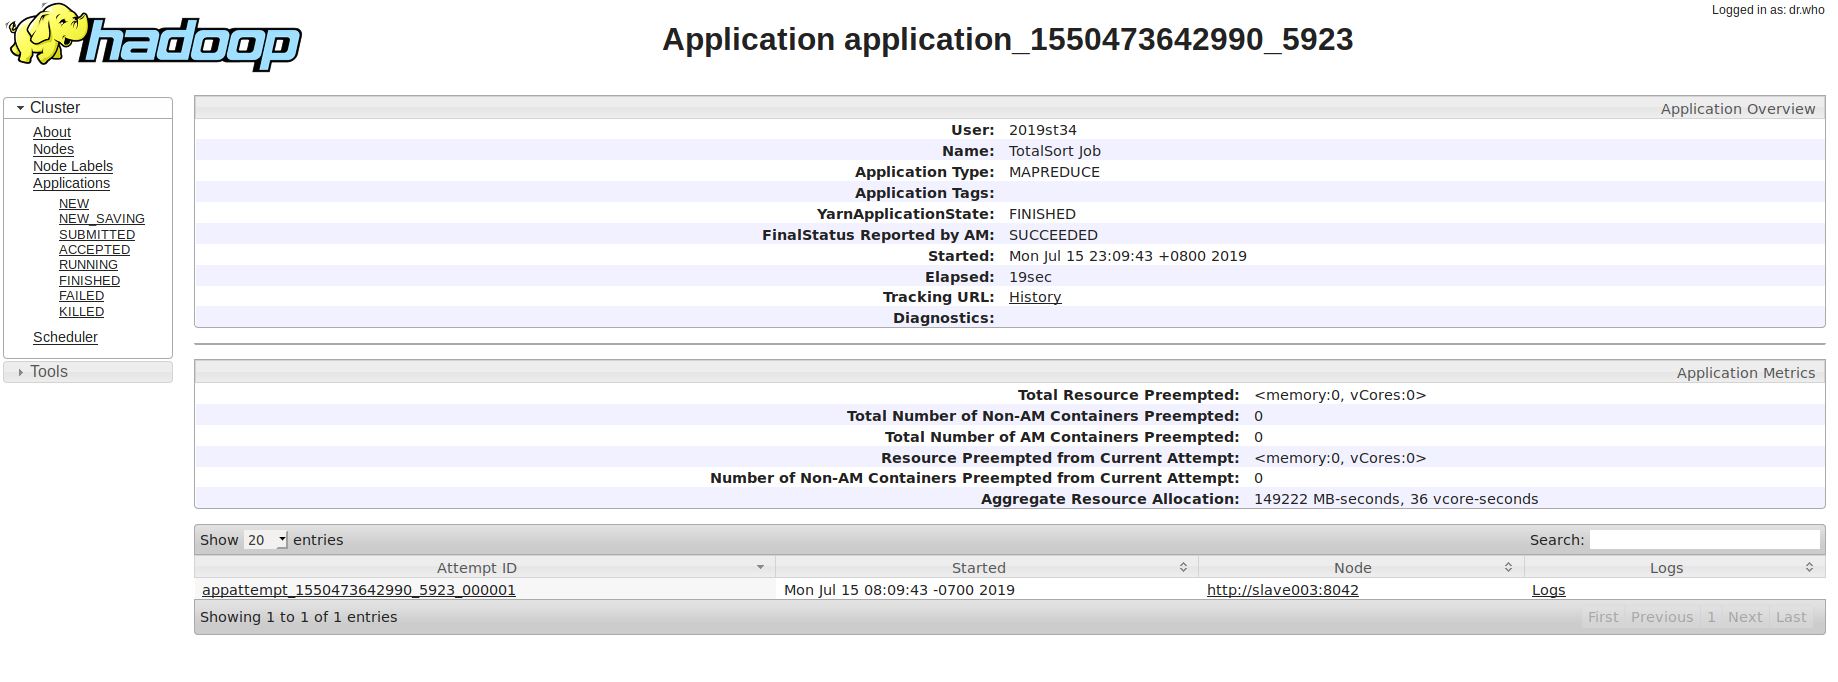 Logged in as: dr.who
hadoop
Application application_1550473642990_5923
Cluster
About
Nodes
Node Labels
Applications
NEW
NEW_SAVING
SUBMITTED
ACCEPTED
RUNNING
FINISHED
FAILED
KILLED
Scheduler
Tools
Application Overview
User: 2019st34
Name: TotalSort Job
Application Type: MAPREDUCE
Application Tags:
YarnApplicationState: FINISHED
FinalStatus Reported by AM: SUCCEEDED
Started: Mon Jul 15 23:09:43 +0800 2019
Elapsed: 19sec
Tracking URL: History
Diagnostics:
Application Metrics
Total Resource Preempted: <memory:0, vCores:0>
Total Number of Non-AM Containers Preempted: 0
Total Number of AM Containers Preempted: 0
Resource Preempted from Current Attempt: <memory:0, vCores:0>
Number of Non-AM Containers Preempted from Current Attempt: 0
Aggregate Resource Allocation: 149222 MB-seconds, 36 vcore-seconds
Show 20 entries Search:
Attempt ID Started Node Logs
appattempt_1550473642990_5923_000001 Mon Jul 15 08:09:43 -0700 2019 http://slave003:8042 Logs
Showing 1 to 1 of 1 entries First Previous 1 Next Last